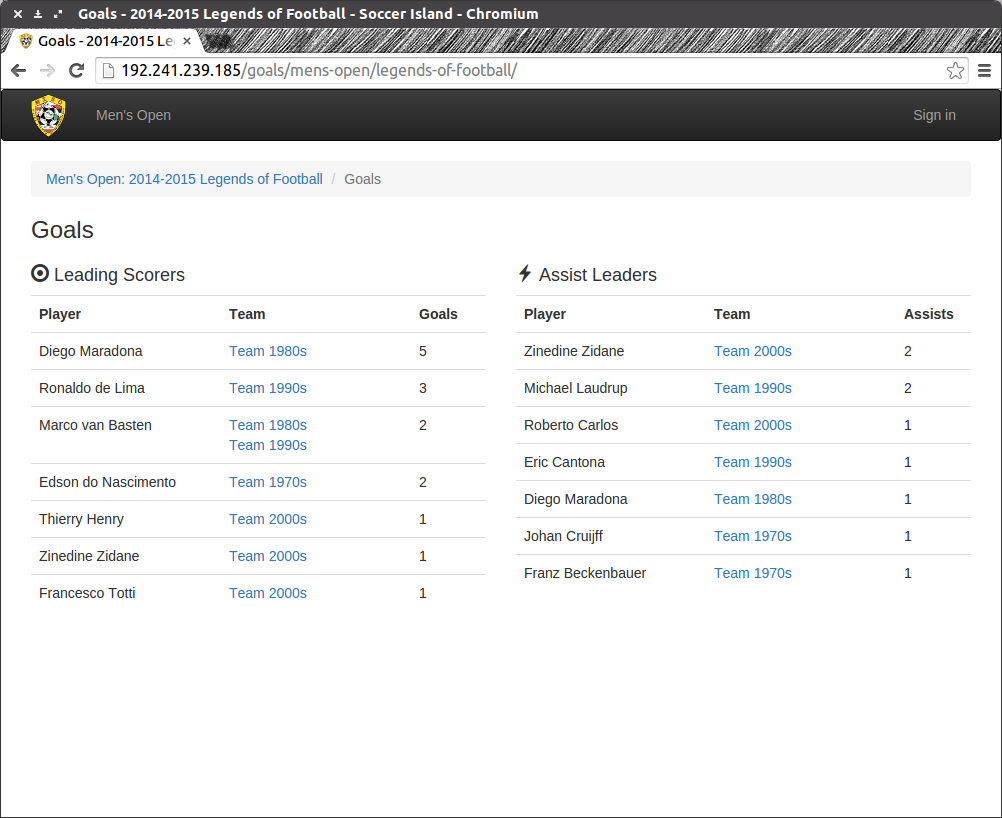 Goals - 2014-2015 Legends of Football - Soccer Island - Chromium
Goals - 2014-2015 Le
192.241.239.185/goals/mens-open/legends-of-football/
Men's Open Sign in
Men's Open: 2014-2015 Legends of Football / Goals
Goals
Leading Scorers
Player Team Goals
Diego Maradona Team 1980s 5
Ronaldo de Lima Team 1990s 3
Marco van Basten Team 1980s 2
Team 1990s
Edson do Nascimento Team 1970s 2
Thierry Henry Team 2000s 1
Zinedine Zidane Team 2000s 1
Francesco Totti Team 2000s 1
Assist Leaders
Player Team Assists
Zinedine Zidane Team 2000s 2
Michael Laudrup Team 1990s 2
Roberto Carlos Team 2000s 1
Eric Cantona Team 1990s 1
Diego Maradona Team 1980s 1
Johan Cruijff Team 1970s 1
Franz Beckenbauer Team 1970s 1